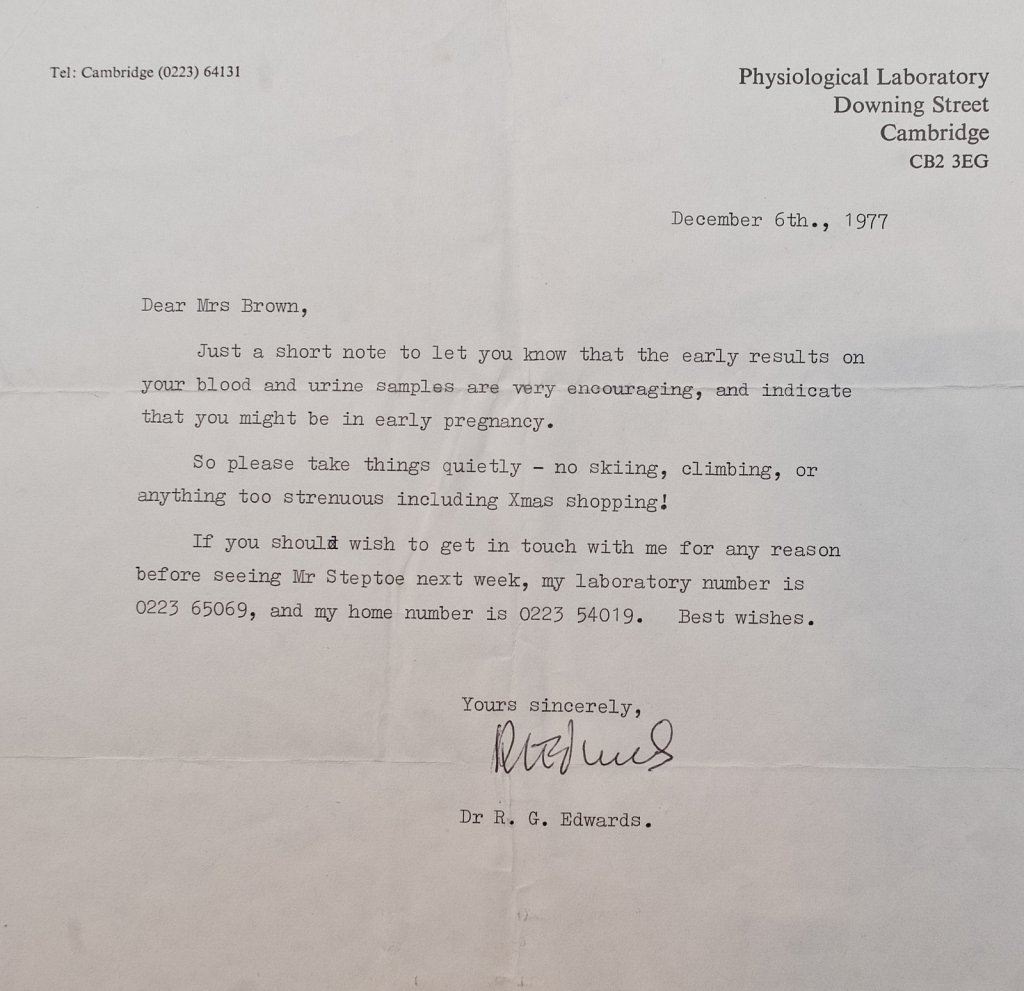 Tel: Cambridge (0223) 64131
Physiological Laboratory
Downing Street
Cambridge
CB2 3EG
December 6th., 1977
Dear Mrs Brown,
Just a short note to let you know that the early results on
your blood and urine samples are very encouraging, and indicate
that you might be in early pregnancy.
So please take things quietly - no skiing, climbing, or
anything too strenuous including Xmas shopping!
If you should wish to get in touch with me for any reason
before seeing Mr Steptoe next week, my laboratory number is
0223 65069, and my home number is 0223 54019. Best wishes.
Yours sincerely,
RGEdwards
Dr R. G. Edwards.